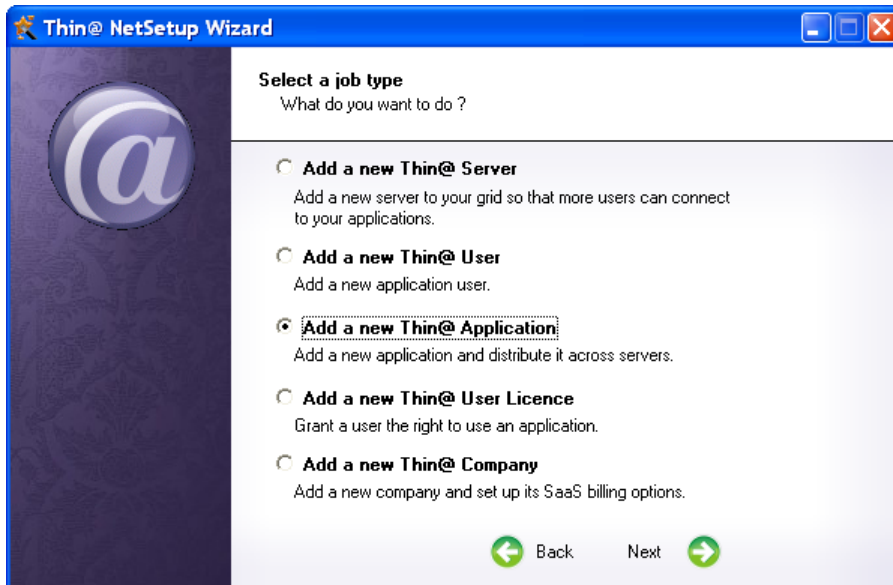 Thin@ NetSetup Wizard
Select a job type
What do you want to do ?
Add a new Thin@ Server
Add a new server to your grid so that more users can connect
to your applications.
Add a new Thin@ User
Add a new application user.
Add a new Thin@ Application
Add a new application and distribute it across servers.
Add a new Thin@ User Licence
Grant a user the right to use an application.
Add a new Thin@ Company
Add a new company and set up its SaaS billing options.
Back Next